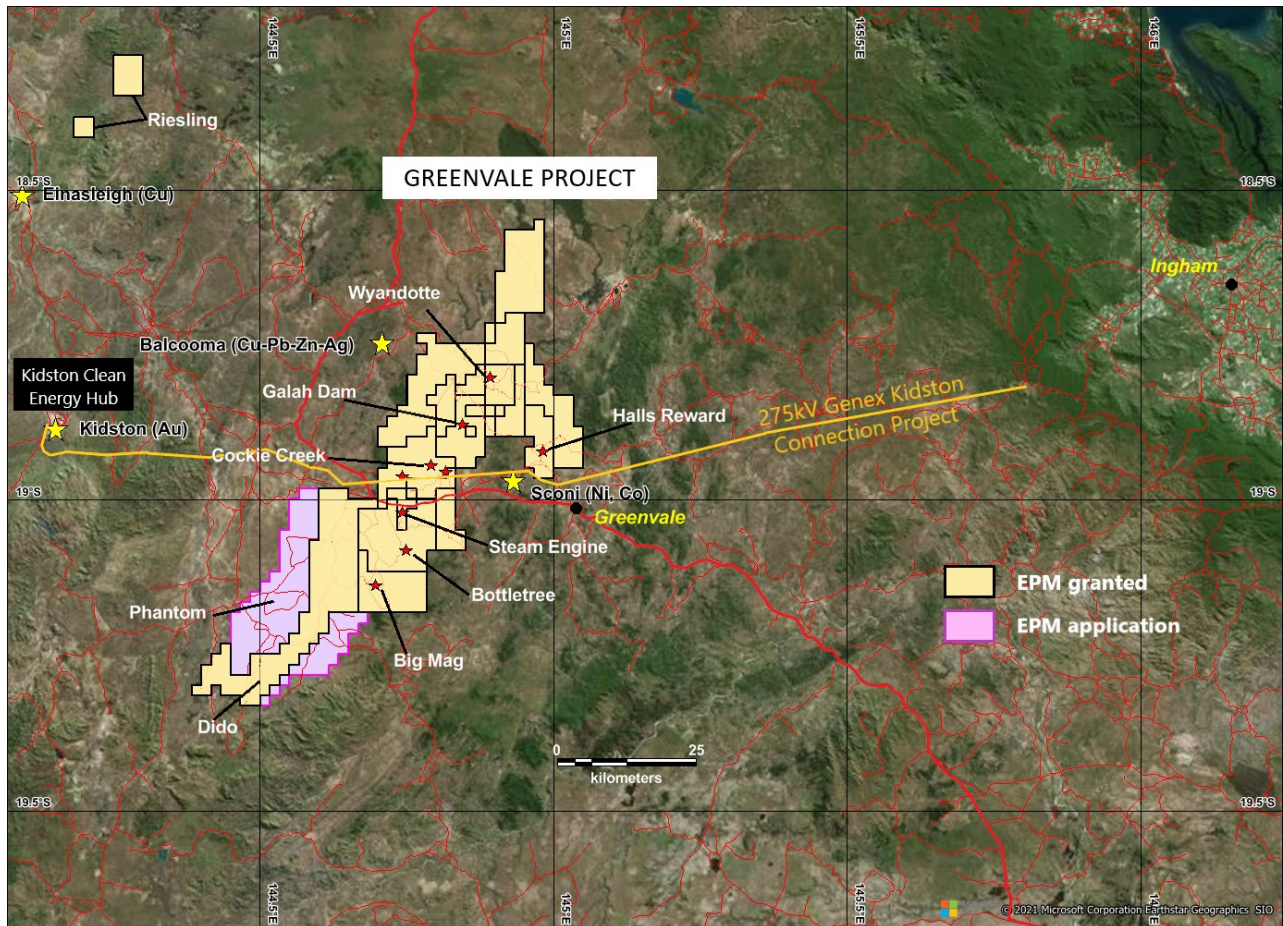 144.5°E
145°E
145.5°E
146°E
Riesling
GREENVALE PROJECT
18.5°S
18.5°S
Einasleigh (Cu)
Ingham
Wyandotte
Balcooma (Cu-Pb-Zn-Ag)
Kidston Clean
Energy Hub
Galah Dam
275kV Genex Kidston
Connection Project
Halls Reward
Kidston (Au)
Cockie Creek
Sconi (Ni, Co)
19°S
19°S
Greenvale
Steam Engine
EPM granted
Bottletree
Phantom
EPM application
Big Mag
Dido
0
25
kilometers
19.5°S
19.5°S
144.5°E
145°E
145.5°E
146°E
© 2021 Microsoft Corporation Earthstar Geographics SIO